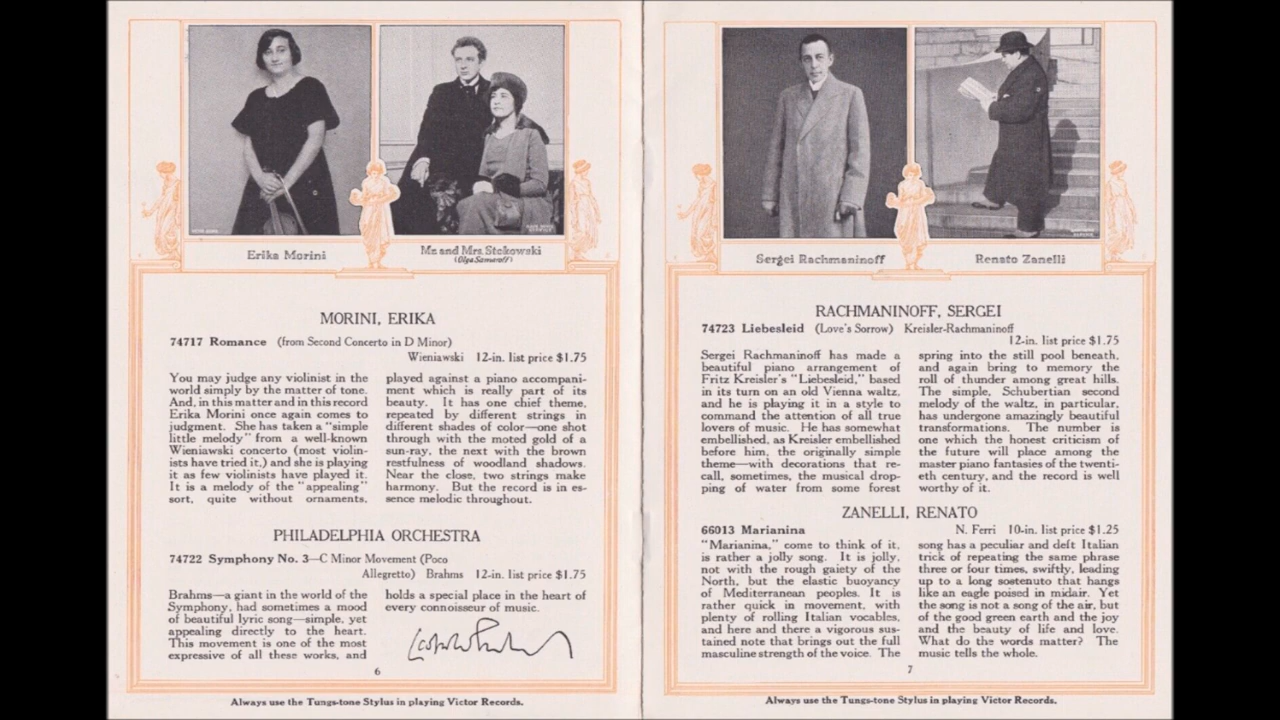 Erika Morini
Mr. and Mrs. Stokowski
(Olga Samaroff)
MORINI, ERIKA
74717 Romance (from Second Concerto in D Minor)
Wieniawski 12-in. list price $1.75
You may judge any violinist in the
world simply by the matter of tone.
And, in this matter and in this record
Erika Morini once again comes to
judgment. She has taken a "simple
little melody" from a well-known
Wieniawski concerto (most violin-
ists have tried it,) and she is playing
it as few violinists have played it.
It is a melody of the "appealing"
sort, quite without ornaments,
played against a piano accompani-
ment which is really part of its
beauty. It has one chief theme,
repeated by different strings in
different shades of color—one shot
through with the moted gold of a
sun-ray, the next with the brown
restfulness of woodland shadows.
Near the close, two strings make
harmony. But the record is in es-
sence melodic throughout.
PHILADELPHIA ORCHESTRA
74722 Symphony No. 3—C Minor Movement (Poco
Allegretto) Brahms 12-in. list price $1.75
Brahms—a giant in the world of the
Symphony, had sometimes a mood
of beautiful lyric song—simple, yet
appealing directly to the heart.
This movement is one of the most
expressive of all these works, and
holds a special place in the heart of
every connoisseur of music.
6
Always use the Tungs-tone Stylus in playing Victor Records.
Sergei Rachmaninoff
Renato Zanelli
RACHMANINOFF, SERGEI
74723 Liebesleid (Love's Sorrow) Kreisler-Rachmaninoff
12-in. list price $1.75
Sergei Rachmaninoff has made a
beautiful piano arrangement of
Fritz Kreisler's "Liebesleid," based
in its turn on an old Vienna waltz,
and he is playing it in a style to
command the attention of all true
lovers of music. He has somewhat
embellished, as Kreisler embellished
before him, the originally simple
theme—with decorations that re-
call, sometimes, the musical drop-
ping of water from some forest
spring into the still pool beneath,
and again bring to memory the
roll of thunder among great hills.
The simple, Schubertian second
melody of the waltz, in particular,
has undergone amazingly beautiful
transformations. The number is
one which the honest criticism of
the future will place among the
master piano fantasies of the twenti-
eth century, and the record is well
worthy of it.
ZANELLI, RENATO
66013 Marianina N. Ferri 10-in. list price $1.25
"Marianina," come to think of it,
is rather a jolly song. It is jolly,
not with the rough gaiety of the
North, but the elastic buoyancy
of Mediterranean peoples. It is
rather quick in movement, with
plenty of rolling Italian vocables,
and here and there a vigorous sus-
tained note that brings out the full
masculine strength of the voice. The
song has a peculiar and deft Italian
trick of repeating the same phrase
three or four times, swiftly, leading
up to a long sostenuto that hangs
like an eagle poised in midair. Yet
the song is not a song of the air, but
of the good green earth and the joy
and the beauty of life and love.
What do the words matter? The
music tells the whole.
7
Always use the Tungs-tone Stylus in playing Victor Records.